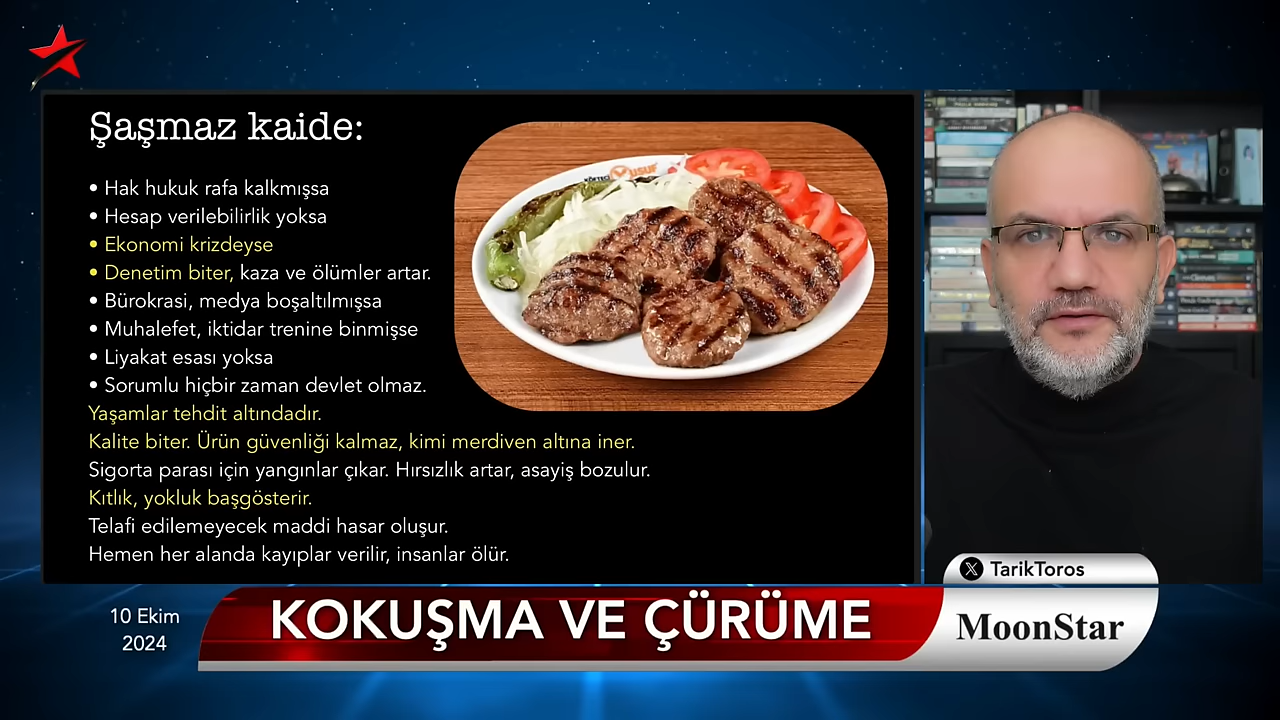 Şaşmaz kaide:
• Hak hukuk rafa kalkmışsa
• Hesap verilebilirlik yoksa
• Ekonomi krizdeyse
• Denetim biter, kaza ve ölümler artar.
• Bürokrasi, medya boşaltılmışsa
• Muhalefet, iktidar trenine binmişse
• Liyakat esası yoksa
• Sorumlu hiçbir zaman devlet olmaz.
Yaşamlar tehdit altındadır.
Kalite biter. Ürün güvenliği kalmaz, kimi merdiven altına iner.
Sigorta parası için yangınlar çıkar. Hırsızlık artar, asayiş bozulur.
Kıtlık, yokluk başgösterir.
Telafi edilemeyecek maddi hasar oluşur.
Hemen her alanda kayıplar verilir, insanlar ölür.
KÖFTECİ YUSUF
X TarikToros
10 Ekim
2024
KOKUŞMA VE ÇÜRÜME
MoonStar